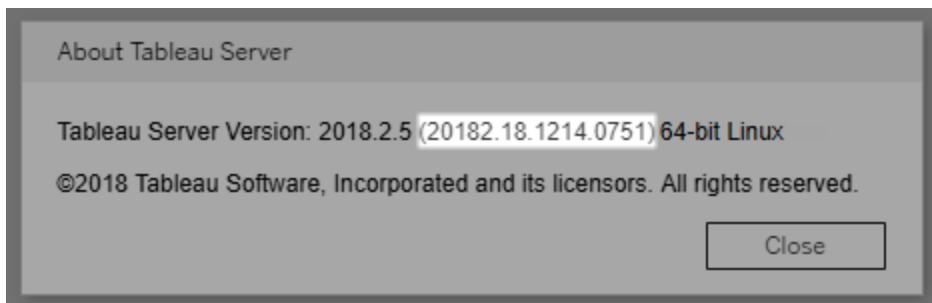 About Tableau Server
Tableau Server Version: 2018.2.5 (20182.18.1214.0751) 64-bit Linux
©2018 Tableau Software, Incorporated and its licensors. All rights reserved.
Close